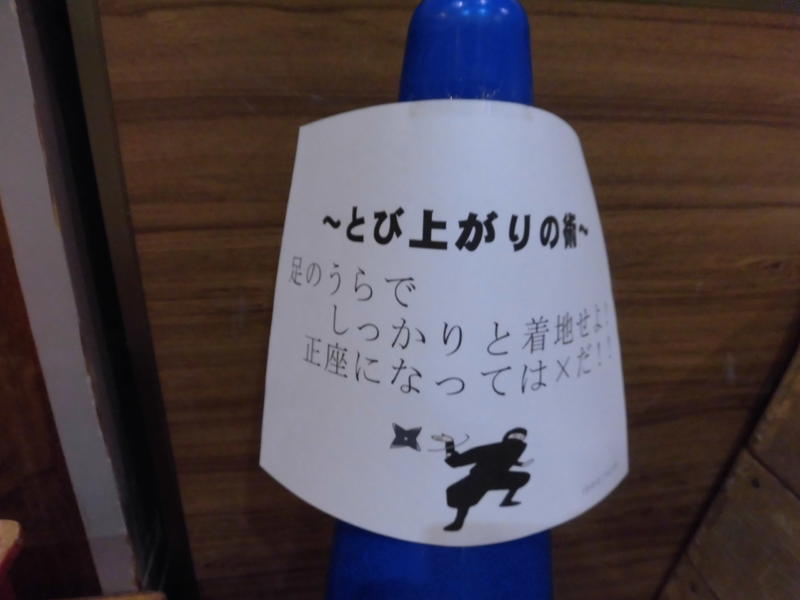 ~とび上がりの術~
足のうらで
しっかりと着地せよ!
正座になっては×だ!!